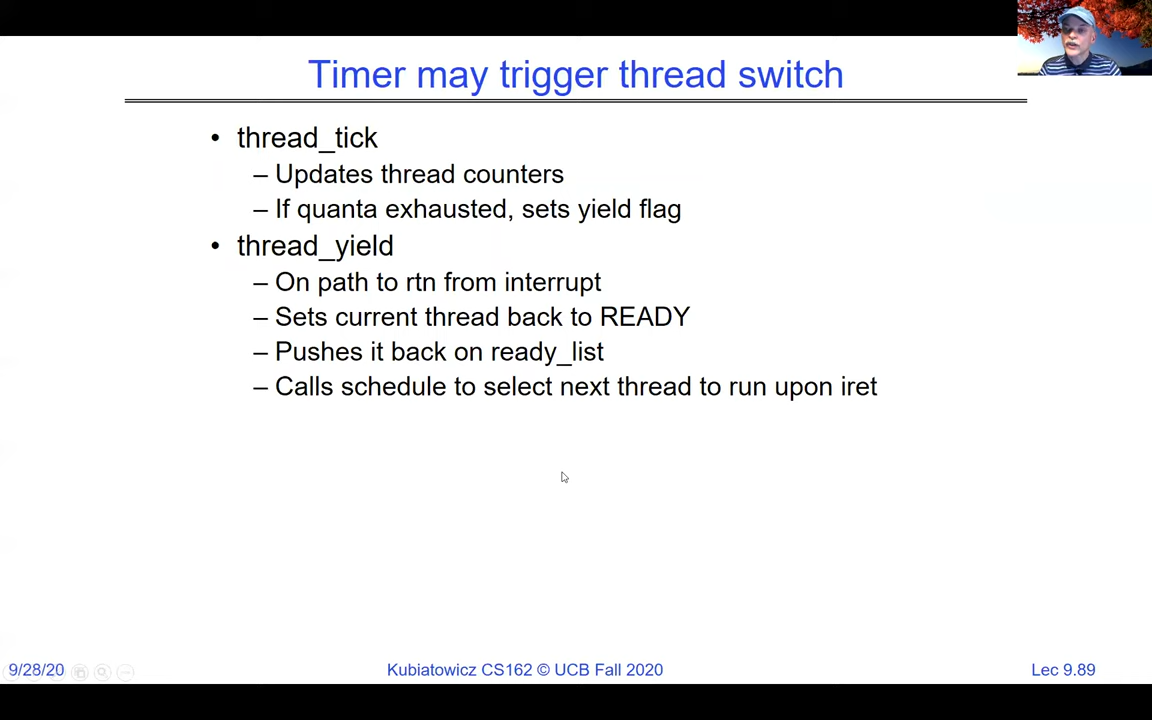 Timer may trigger thread switch
• thread_tick
– Updates thread counters
– If quanta exhausted, sets yield flag
• thread_yield
– On path to rtn from interrupt
– Sets current thread back to READY
– Pushes it back on ready_list
– Calls schedule to select next thread to run upon iret
9/28/20
Kubiatowicz CS162 © UCB Fall 2020
Lec 9.89